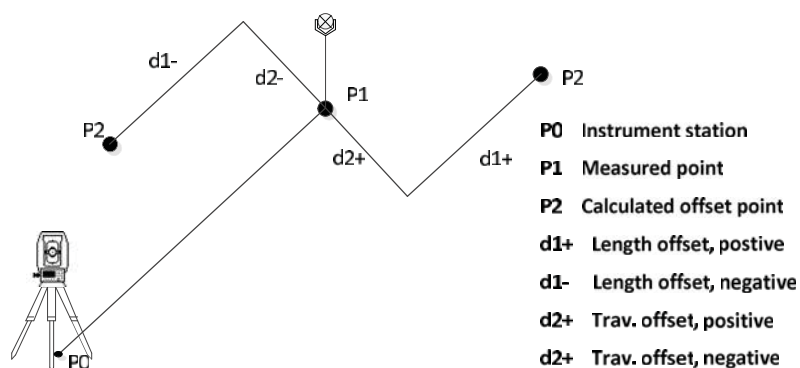 d1-
d2-
P1
P2
P2
d2+
d1+
P0
P0 Instrument station
P1 Measured point
P2 Calculated offset point
d1+ Length offset, postive
d1- Length offset, negative
d2+ Trav. offset, positive
d2+ Trav. offset, negative